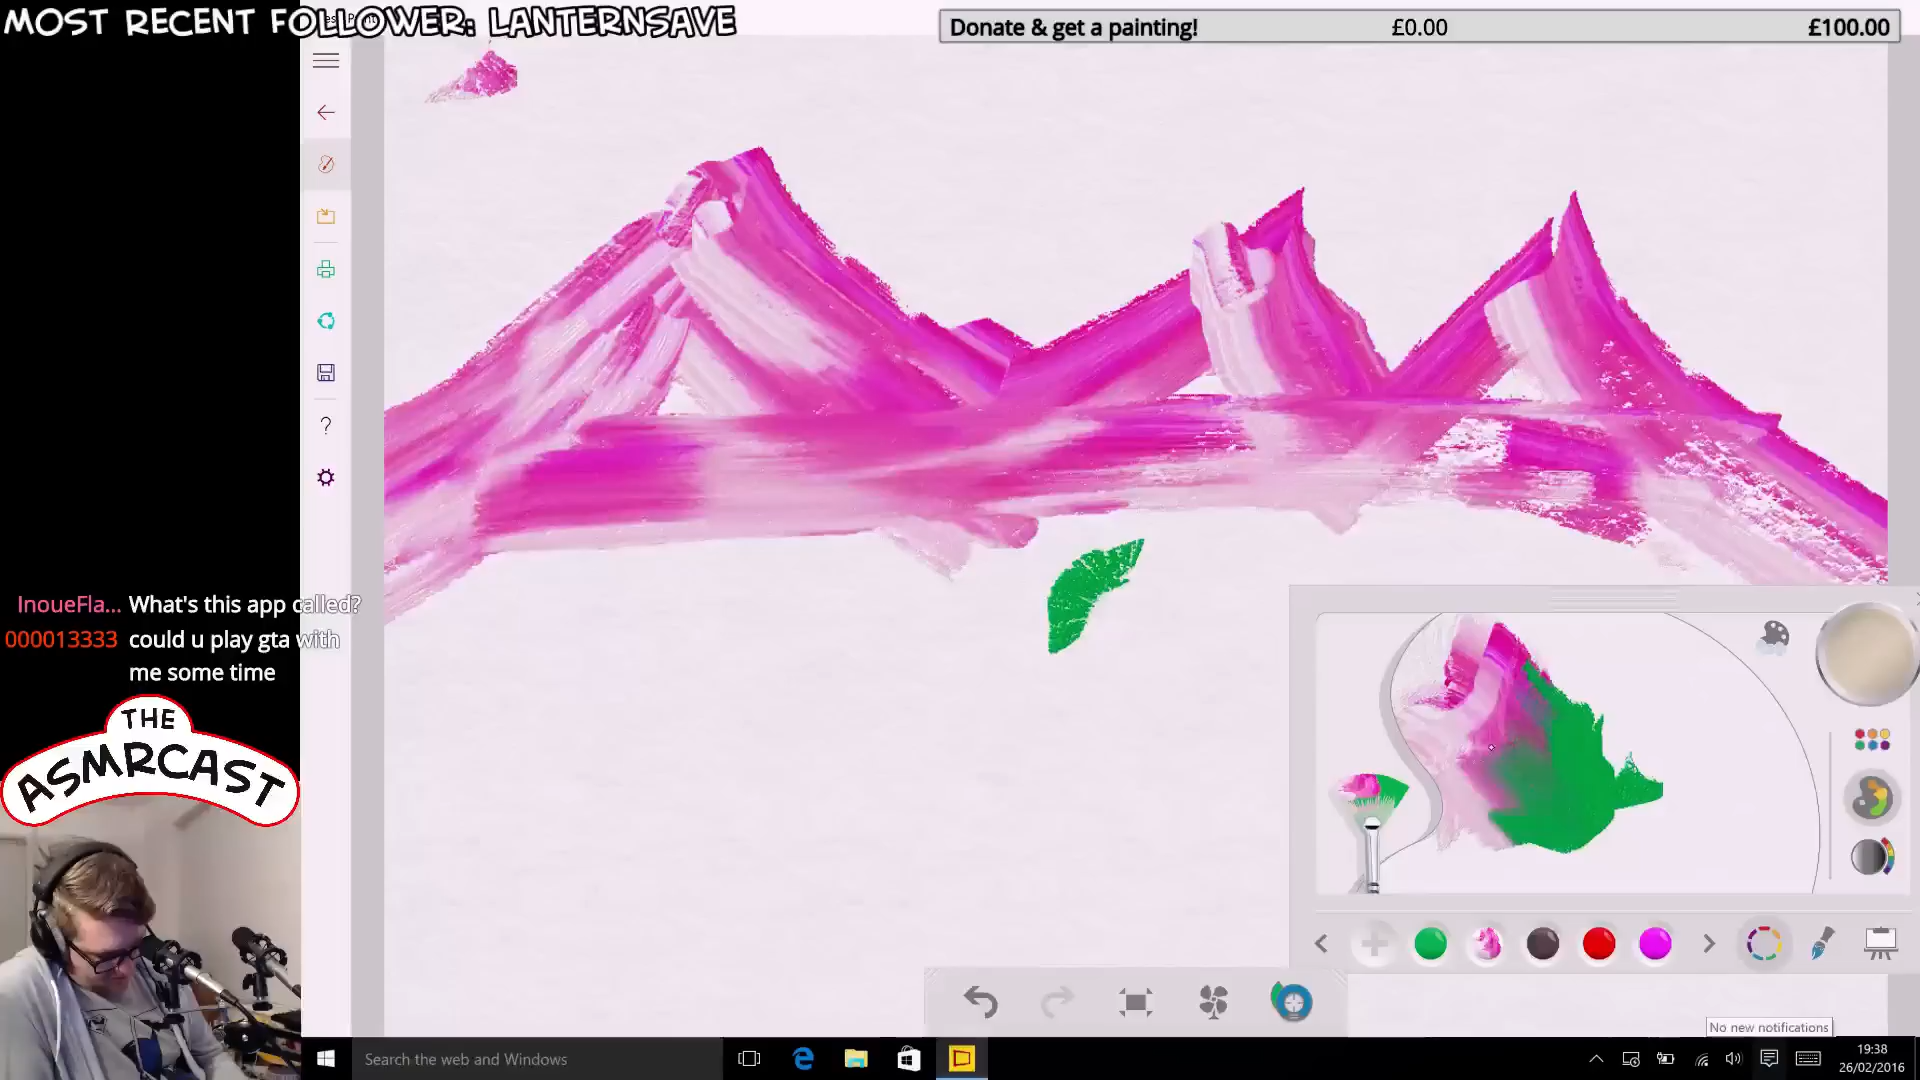 MOST RECENT FOLLOWER: LANTERNSAVE
Donate & get a painting! £0.00 £100.00
InoueFla... What's this app called?
000013333 could u play gta with
me some time
THE
ASMRCAST
No new notifications
Search the web and Windows
19:38
26/02/2016